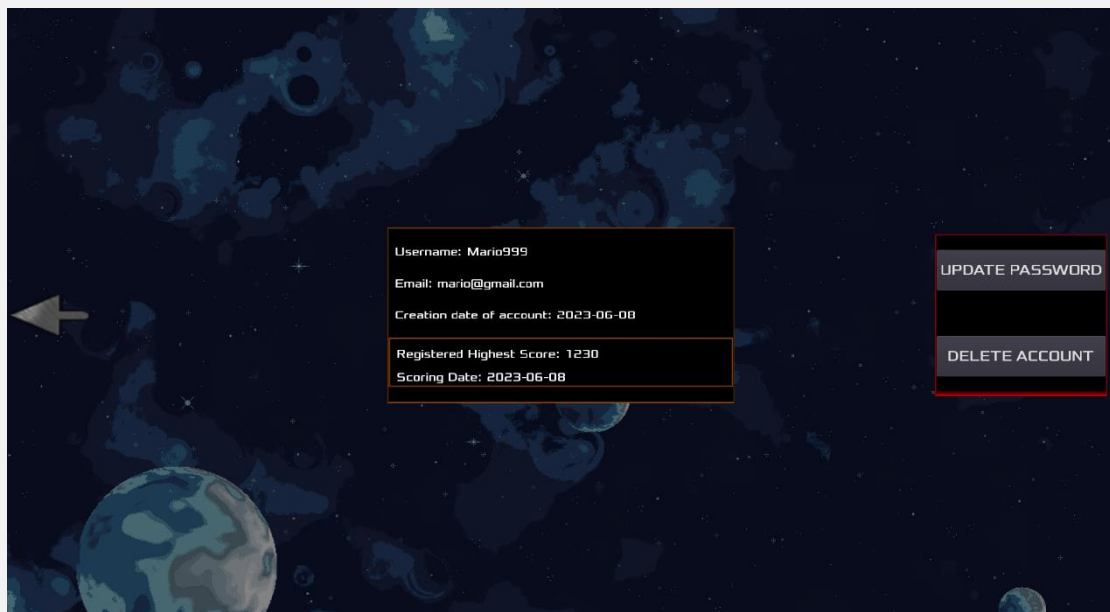 Username: Mario999
Email: mario@gmail.com
Creation date of account: 2023-06-08
Registered Highest Score: 1230
Scoring Date: 2023-06-08
UPDATE PASSWORD
DELETE ACCOUNT